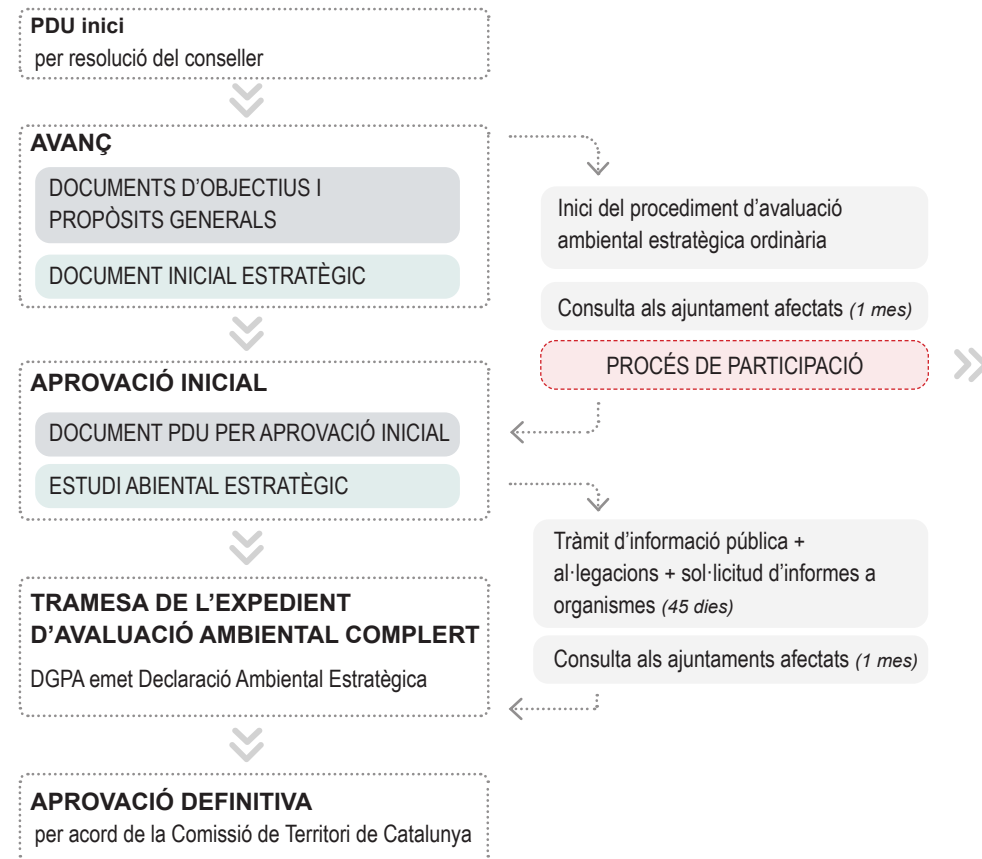 PDU inici
per resolució del conseller
AVANÇ
DOCUMENTS D'OBJECTIUS I
PROPÒSITS GENERALS
DOCUMENT INICIAL ESTRATÈGIC
Inici del procediment d'avaluació
ambiental estratègica ordinària
Consulta als ajuntament afectats (1 mes)
PROCÉS DE PARTICIPACIÓ
APROVACIÓ INICIAL
DOCUMENT PDU PER APROVACIÓ INICIAL
ESTUDI ABIENTAL ESTRATÈGIC
Tràmit d'informació pública +
al·legacions + sol·licitud d'informes a
organismes (45 dies)
Consulta als ajuntaments afectats (1 mes)
TRAMESA DE L'EXPEDIENT
D'AVALUACIÓ AMBIENTAL COMPLERT
DGPA emet Declaració Ambiental Estratègica
APROVACIÓ DEFINITIVA
per acord de la Comissió de Territori de Catalunya